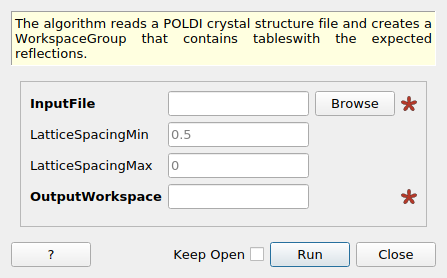 The algorithm reads a POLDI crystal structure file and creates a
WorkspaceGroup that contains tableswith the expected
reflections.
InputFile Browse *
LatticeSpacingMin 0.5
LatticeSpacingMax 0
OutputWorkspace *
? Keep Open Run Close